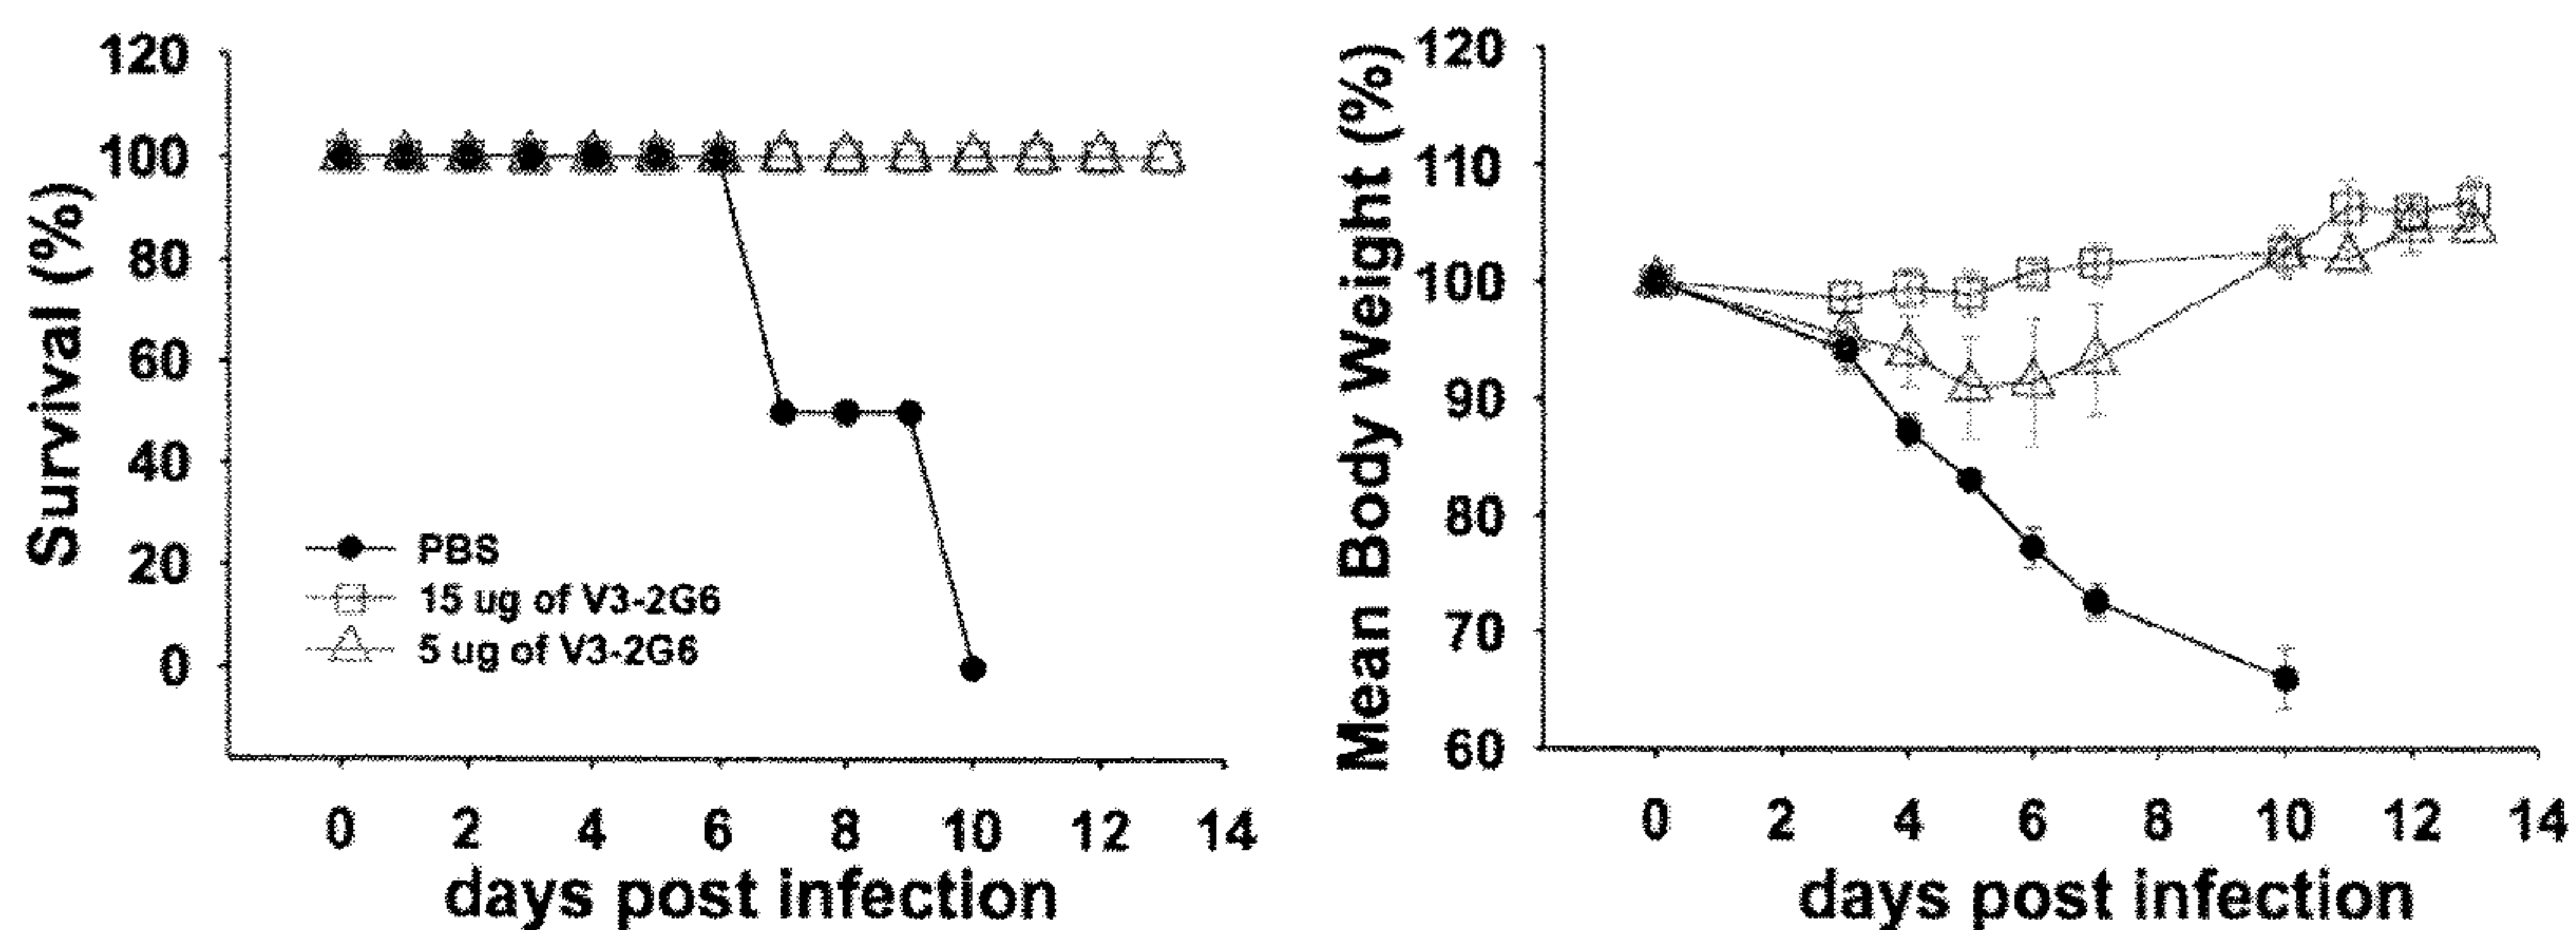 Survival (%)
120
100
80
60
40
20
0
PBS
15 ug of V3-2G6
5 ug of V3-2G6
0 2 4 6 8 10 12 14
days post infection
Mean Body Weight (%)
120
110
100
90
80
70
60
0 2 4 6 8 10 12 14
days post infection